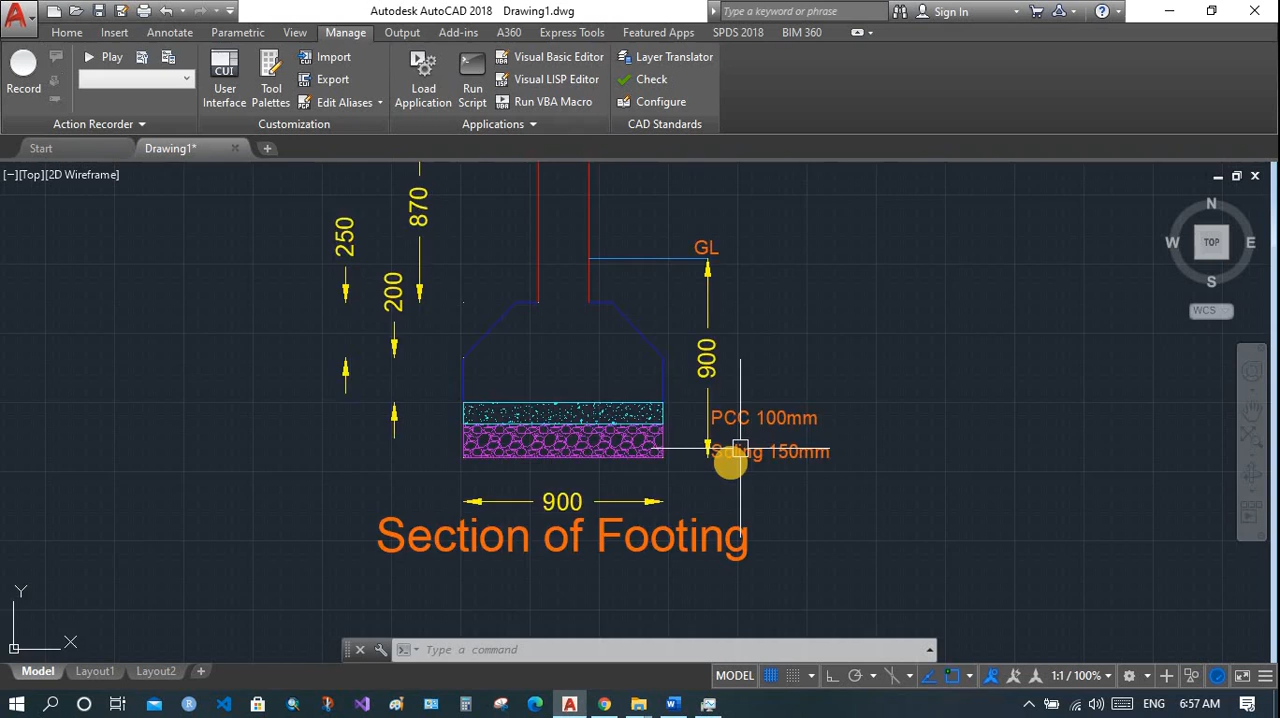 Autodesk AutoCAD 2018 Drawing1.dwg
Type a keyword or phrase
Sign In
Home Insert Annotate Parametric View Manage Output Add-ins A360 Express Tools Featured Apps SPDS 2018 BIM 360
Record
Play
Action Recorder
CUI
User Interface
Tool Palettes
Import
Export
Edit Aliases
Customization
Load Application
Run Script
Visual Basic Editor
Visual LISP Editor
Run VBA Macro
Applications
Layer Translator
Check
Configure
CAD Standards
Start
Drawing1*
[−][Top][2D Wireframe]
N
W TOP E
S
WCS
250
870
200
GL
900
PCC 100mm
150mm
900
Section of Footing
Y
X
Type a command
Model Layout1 Layout2
MODEL
1:1 / 100%
ENG 6:57 AM